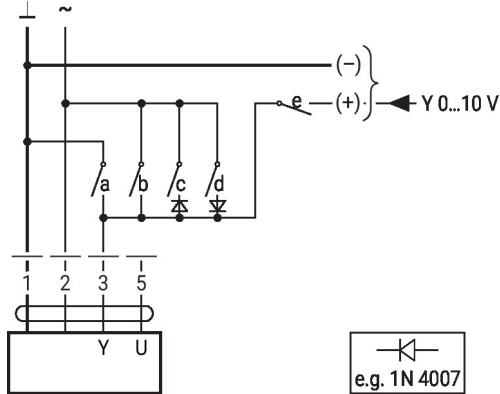 ⊥ ~
(−)
e (+) Y 0...10 V
a b c d
1 2 3 5
Y U
e.g. 1N 4007